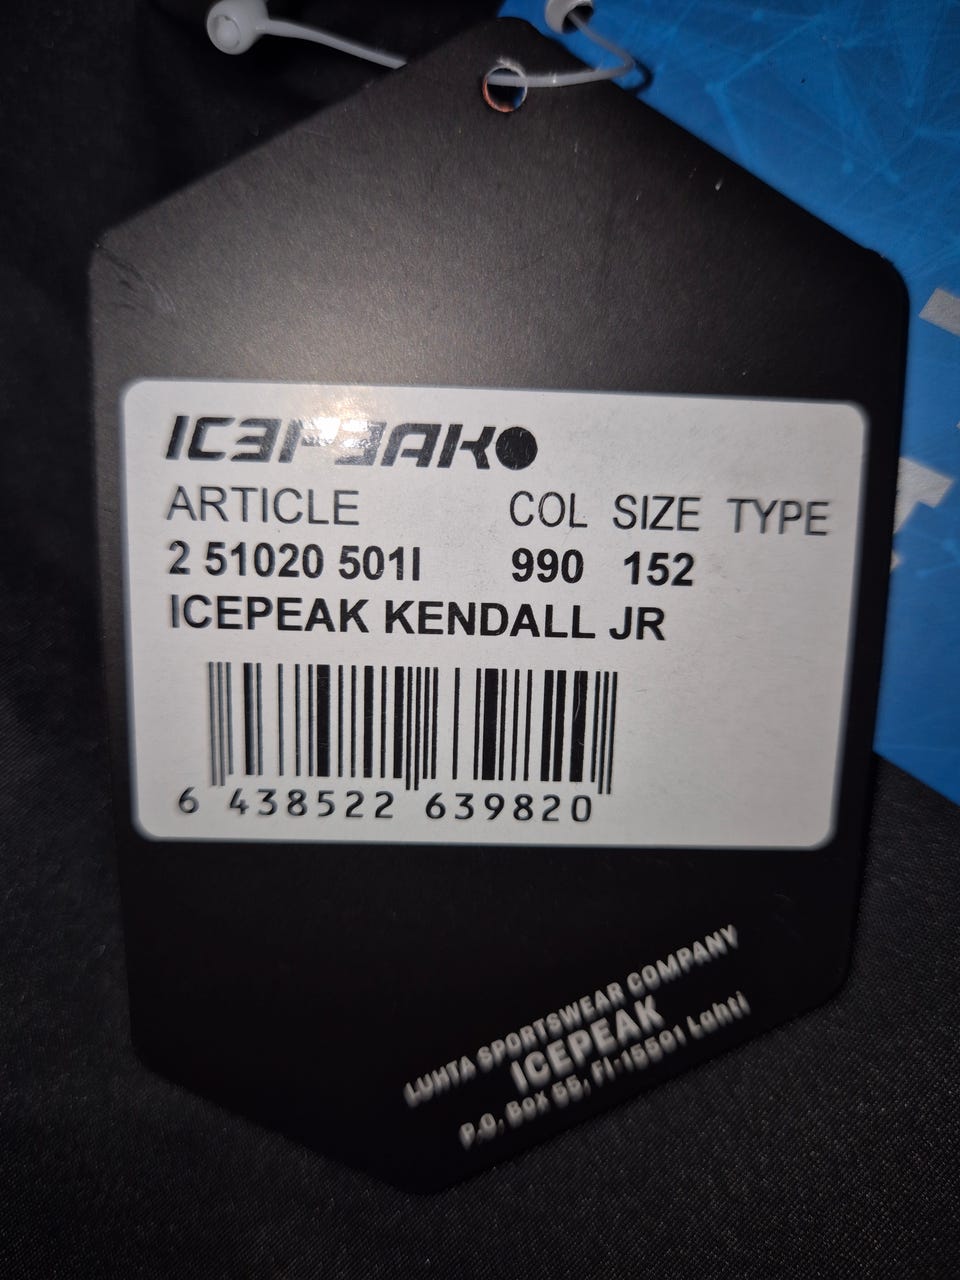 ICEPEAK
ARTICLE COL SIZE TYPE
2 51020 501I 990 152
ICEPEAK KENDALL JR
6 438522 639820
LUHTA SPORTSWEAR COMPANY
ICEPEAK
P.O. Box 55, FI-15501 Lahti